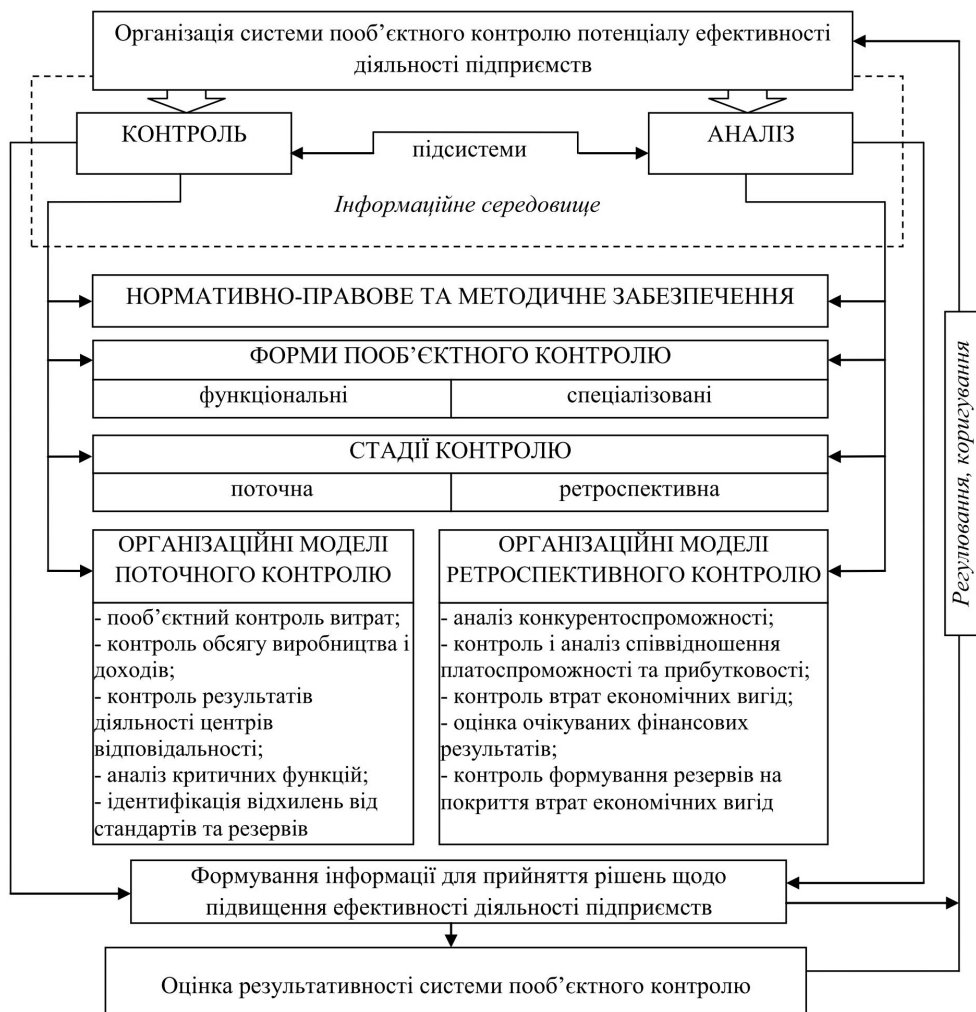 Організація системи пооб’єктного контролю потенціалу ефективності
діяльності підприємств
КОНТРОЛЬ
підсистеми
АНАЛІЗ
Інформаційне середовище
НОРМАТИВНО-ПРАВОВЕ ТА МЕТОДИЧНЕ ЗАБЕЗПЕЧЕННЯ
ФОРМИ ПООБ’ЄКТНОГО КОНТРОЛЮ
функціональні
спеціалізовані
СТАДІЇ КОНТРОЛЮ
поточна
ретроспективна
ОРГАНІЗАЦІЙНІ МОДЕЛІ
ПОТОЧНОГО КОНТРОЛЮ
- пооб’єктний контроль витрат;
- контроль обсягу виробництва і
доходів;
- контроль результатів
діяльності центрів
відповідальності;
- аналіз критичних функцій;
- ідентифікація відхилень від
стандартів та резервів
ОРГАНІЗАЦІЙНІ МОДЕЛІ
РЕТРОСПЕКТИВНОГО КОНТРОЛЮ
- аналіз конкурентоспроможності;
- контроль і аналіз співвідношення
платоспроможності та прибутковості;
- контроль втрат економічних вигід;
- оцінка очікуваних фінансових
результатів;
- контроль формування резервів на
покриття втрат економічних вигід
Регулювання, коригування
Формування інформації для прийняття рішень щодо
підвищення ефективності діяльності підприємств
Оцінка результативності системи пооб’єктного контролю